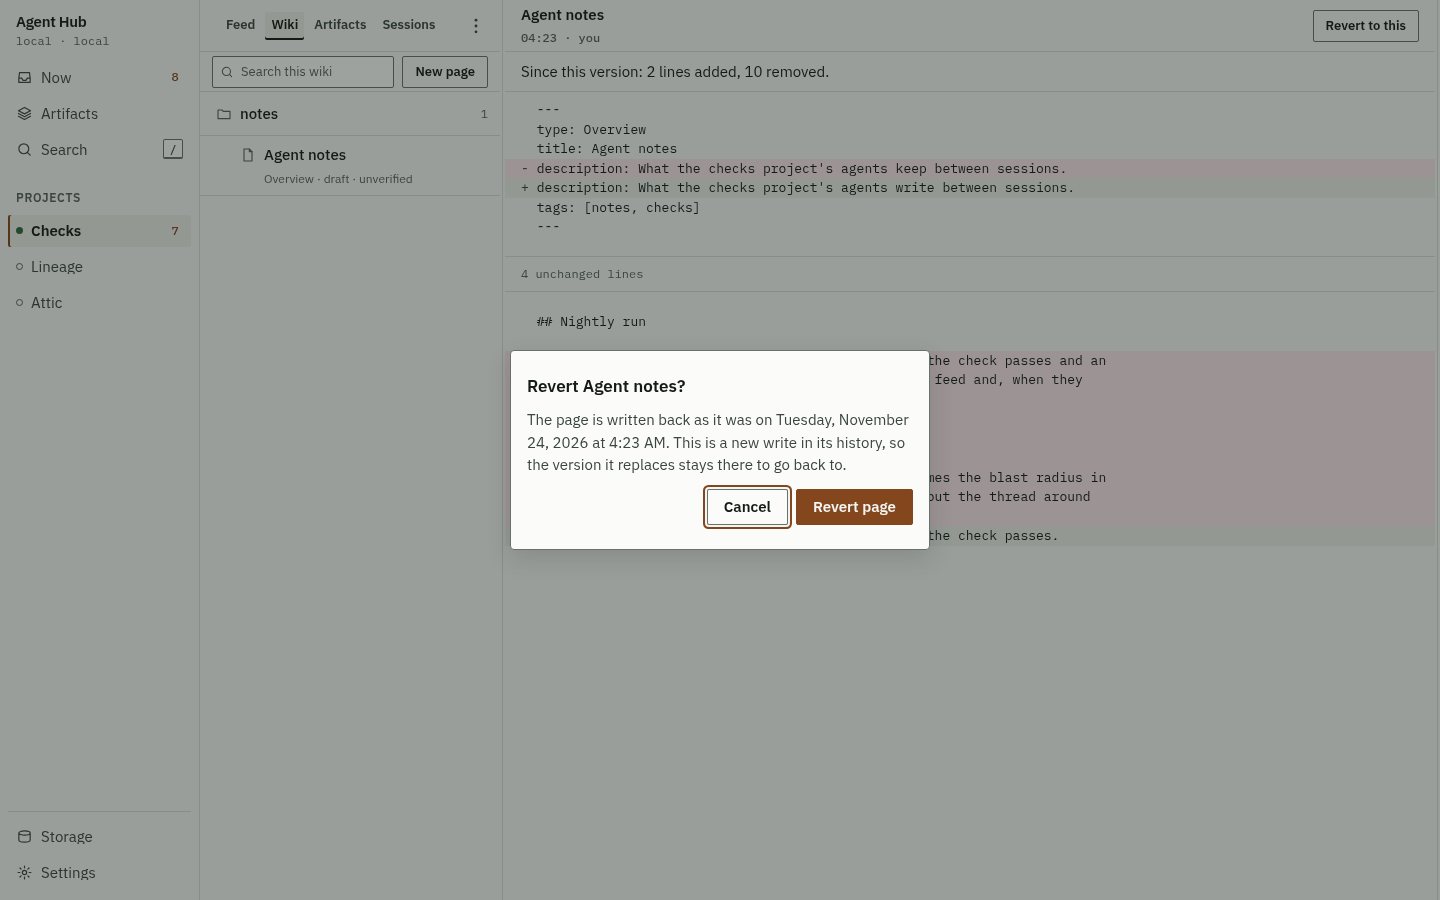 Agent Hub
local · local
Now 8
Artifacts
Search /
PROJECTS
Checks 7
Lineage
Attic
Storage
Settings
Feed Wiki Artifacts Sessions
Search this wiki New page
notes 1
Agent notes
Overview · draft · unverified
Agent notes
04:23 · you
Revert to this
Since this version: 2 lines added, 10 removed.
---
type: Overview
title: Agent notes
- description: What the checks project's agents keep between sessions.
+ description: What the checks project's agents write between sessions.
tags: [notes, checks]
---
4 unchanged lines
## Nightly run
the check passes and an
feed and, when they
the blast radius in
the thread around
the check passes.
Revert Agent notes?
The page is written back as it was on Tuesday, November
24, 2026 at 4:23 AM. This is a new write in its history, so
the version it replaces stays there to go back to.
Cancel Revert page